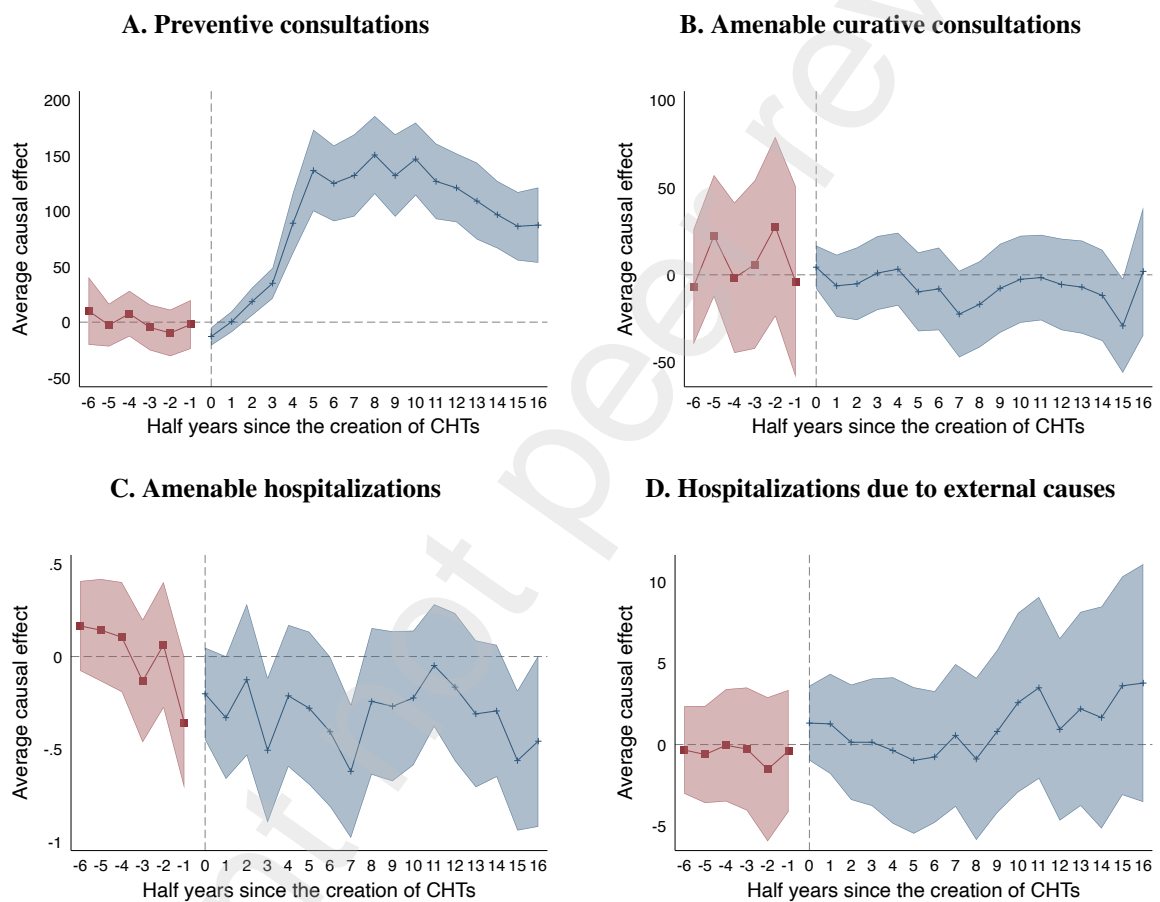 A. Preventive consultations
B. Amenable curative consultations
200
150
100
50
0
-50
Average causal effect
-6 -5 -4 -3 -2 -1 0 1 2 3 4 5 6 7 8 9 10 11 12 13 14 15 16
Half years since the creation of CHTs
100
50
0
-50
Average causal effect
-6 -5 -4 -3 -2 -1 0 1 2 3 4 5 6 7 8 9 10 11 12 13 14 15 16
Half years since the creation of CHTs
C. Amenable hospitalizations
D. Hospitalizations due to external causes
.5
0
-.5
-1
Average causal effect
-6 -5 -4 -3 -2 -1 0 1 2 3 4 5 6 7 8 9 10 11 12 13 14 15 16
Half years since the creation of CHTs
10
5
0
-5
Average causal effect
-6 -5 -4 -3 -2 -1 0 1 2 3 4 5 6 7 8 9 10 11 12 13 14 15 16
Half years since the creation of CHTs
not peer rev